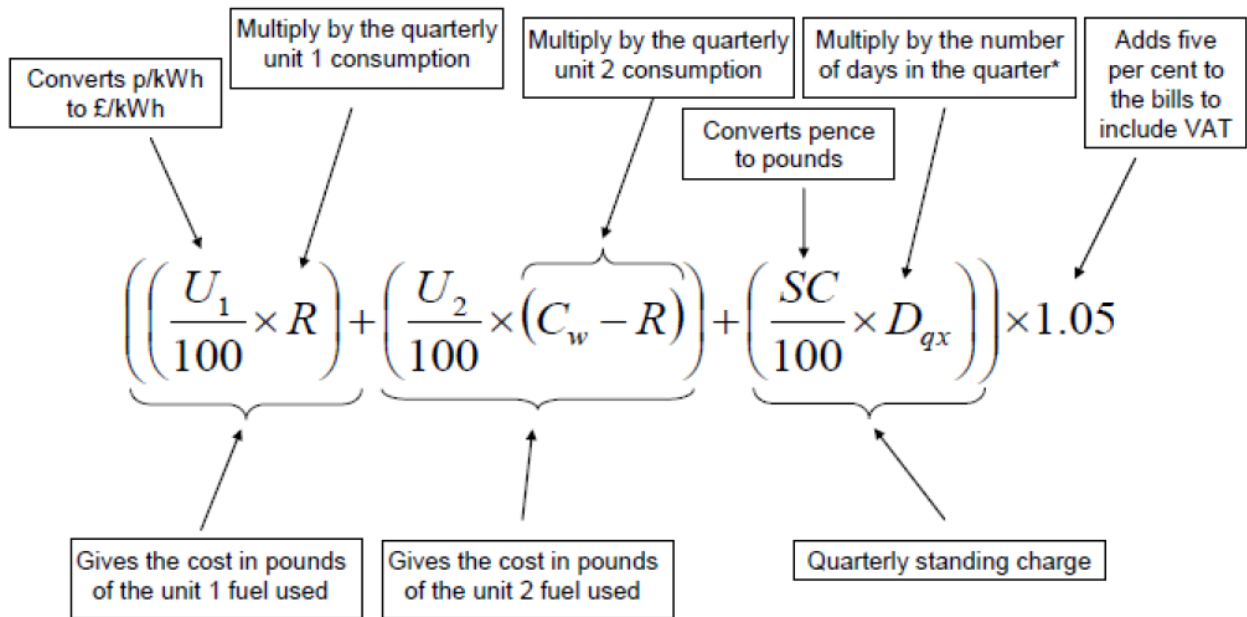 Converts p/kWh
to £/kWh
Multiply by the quarterly
unit 1 consumption
Multiply by the quarterly
unit 2 consumption
Converts pence
to pounds
Multiply by the number
of days in the quarter*
Adds five
per cent to
the bills to
include VAT
(((U₁/100 × R) + (U₂/100 × (C_w − R)) + (SC/100 × D_qx)) × 1.05
Gives the cost in pounds
of the unit 1 fuel used
Gives the cost in pounds
of the unit 2 fuel used
Quarterly standing charge